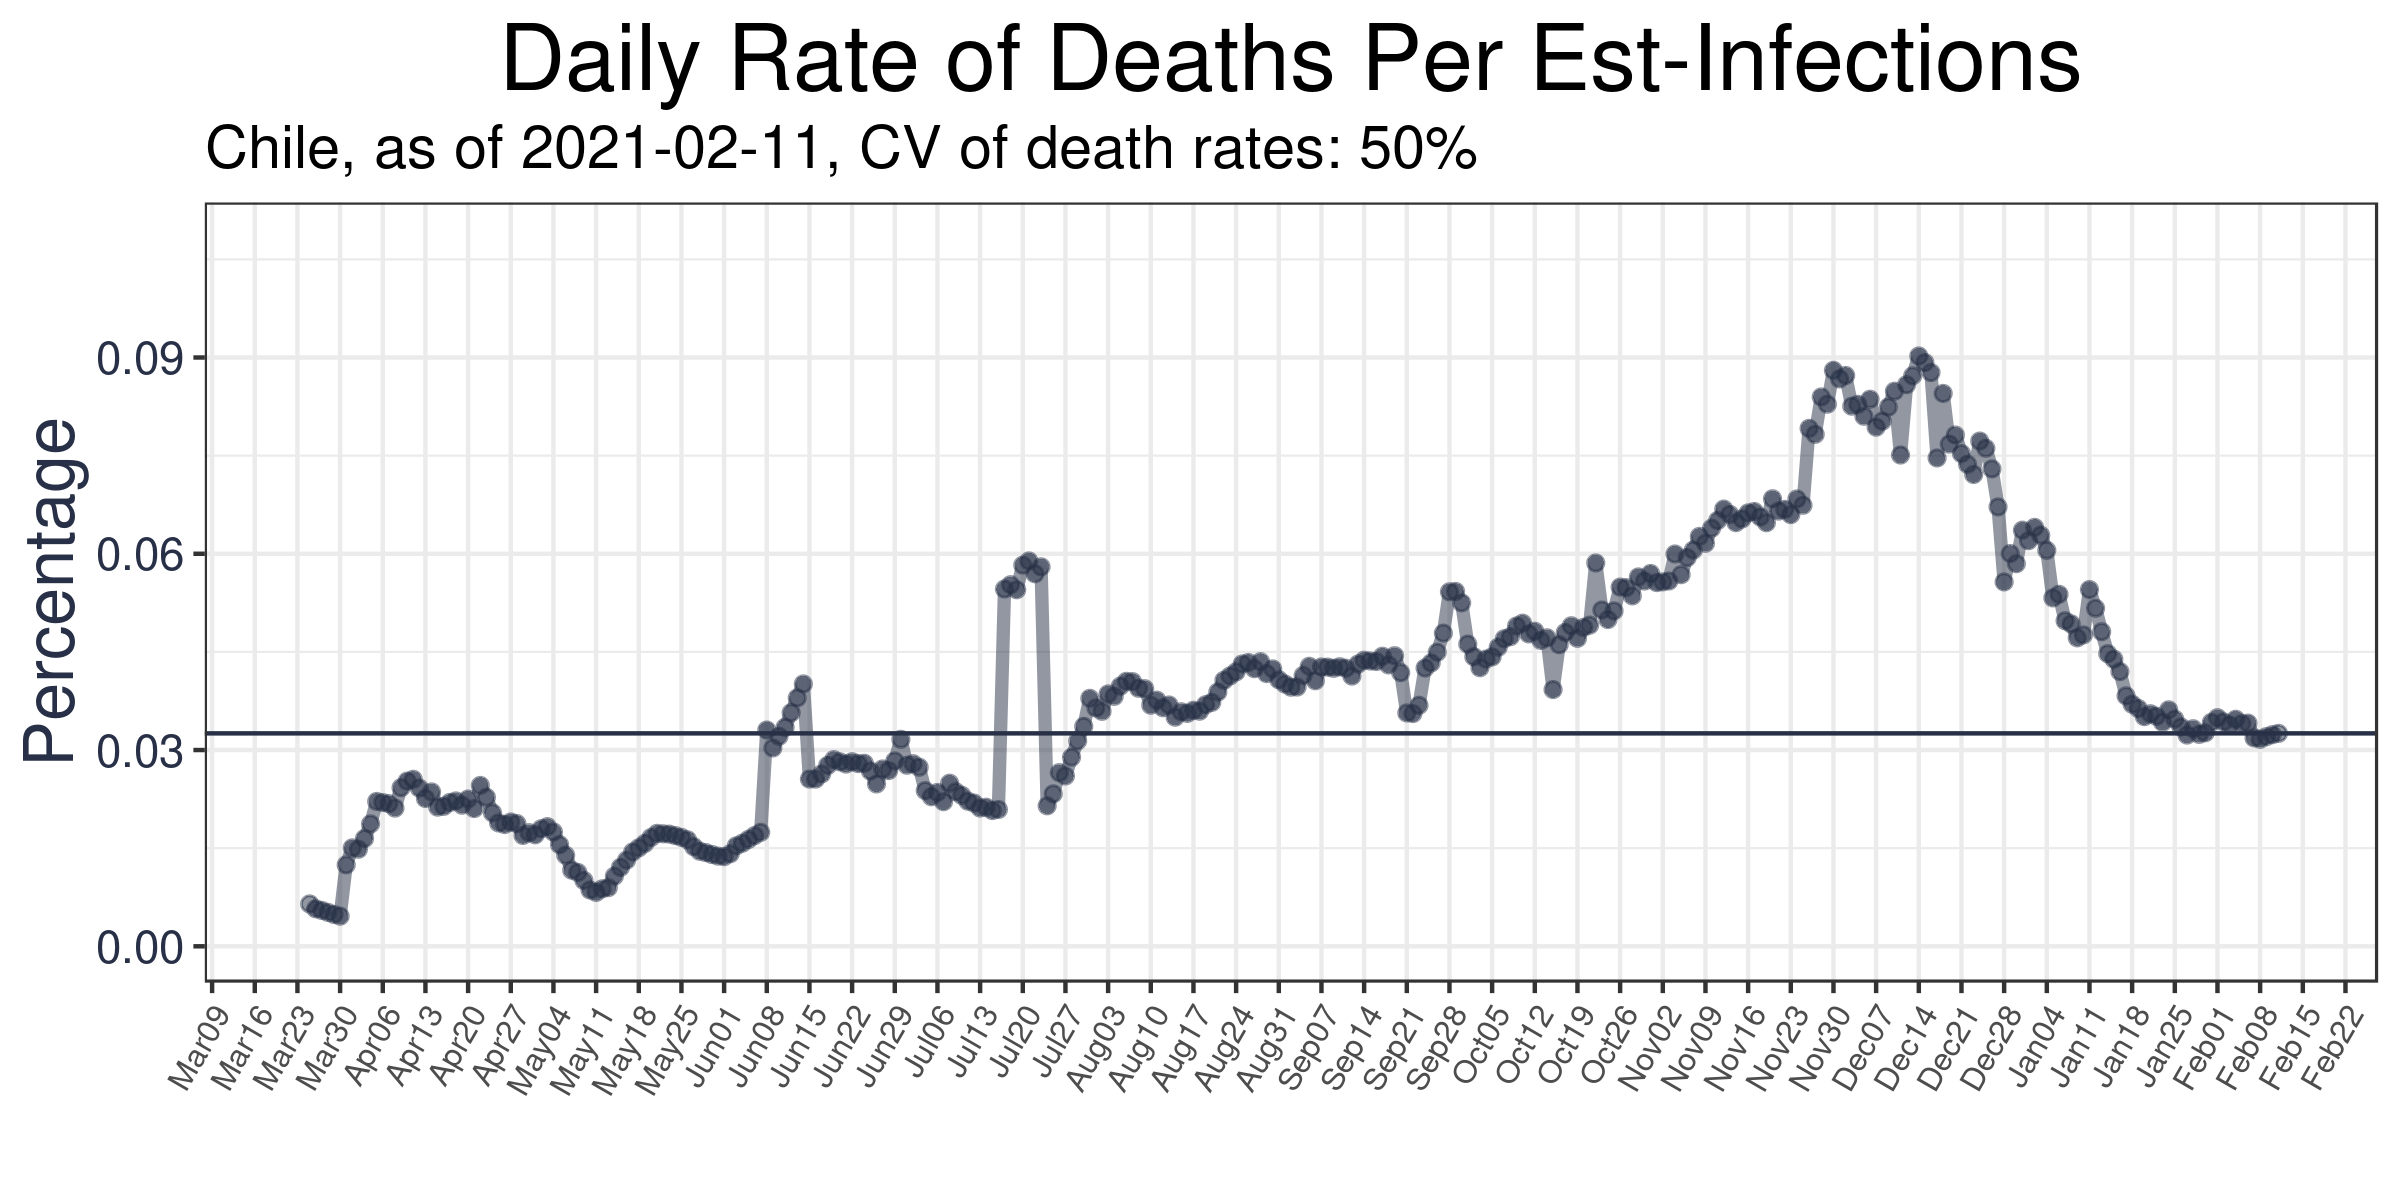 Daily Rate of Deaths Per Est-Infections
Chile, as of 2021-02-11, CV of death rates: 50%
Percentage
0.09
0.06
0.03
0.00
Mar09
Mar16
Mar23
Mar30
Apr06
Apr13
Apr20
Apr27
May04
May11
May18
May25
Jun01
Jun08
Jun15
Jun22
Jun29
Jul06
Jul13
Jul20
Jul27
Aug03
Aug10
Aug17
Aug24
Aug31
Sep07
Sep14
Sep21
Sep28
Oct05
Oct12
Oct19
Oct26
Nov02
Nov09
Nov16
Nov23
Nov30
Dec07
Dec14
Dec21
Dec28
Jan04
Jan11
Jan18
Jan25
Feb01
Feb08
Feb15
Feb22